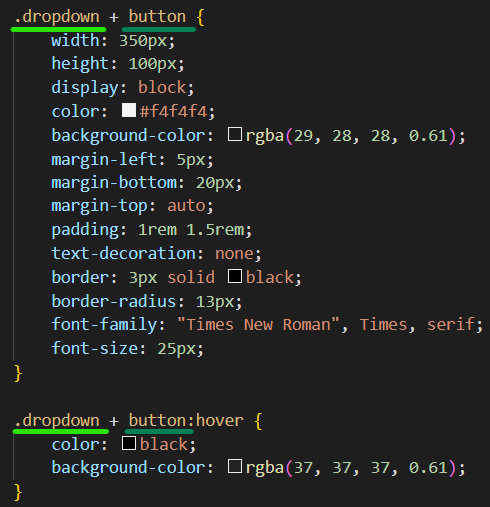 .dropdown + button {
    width: 350px;
    height: 100px;
    display: block;
    color: #f4f4f4;
    background-color: rgba(29, 28, 28, 0.61);
    margin-left: 5px;
    margin-bottom: 20px;
    margin-top: auto;
    padding: 1rem 1.5rem;
    text-decoration: none;
    border: 3px solid black;
    border-radius: 13px;
    font-family: "Times New Roman", Times, serif;
    font-size: 25px;
}
.dropdown + button:hover {
    color: black;
    background-color: rgba(37, 37, 37, 0.61);
}